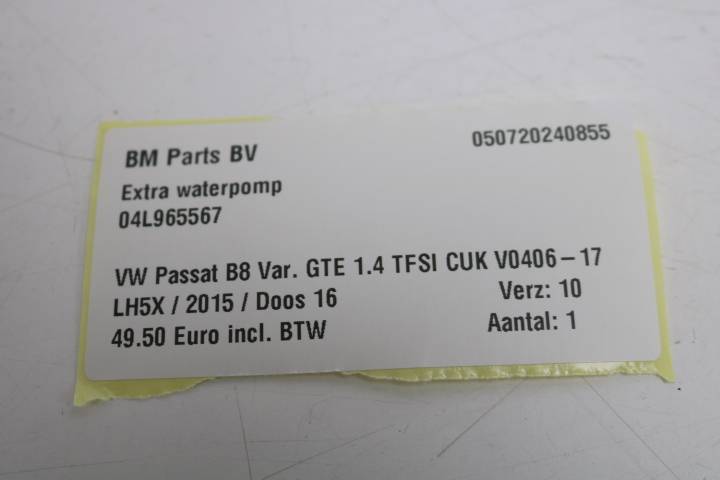 BM Parts BV 050720240855
Extra waterpomp
04L965567
VW Passat B8 Var. GTE 1.4 TFSI CUK V0406-17
LH5X / 2015 / Doos 16 Verz: 10
49.50 Euro incl. BTW Aantal: 1